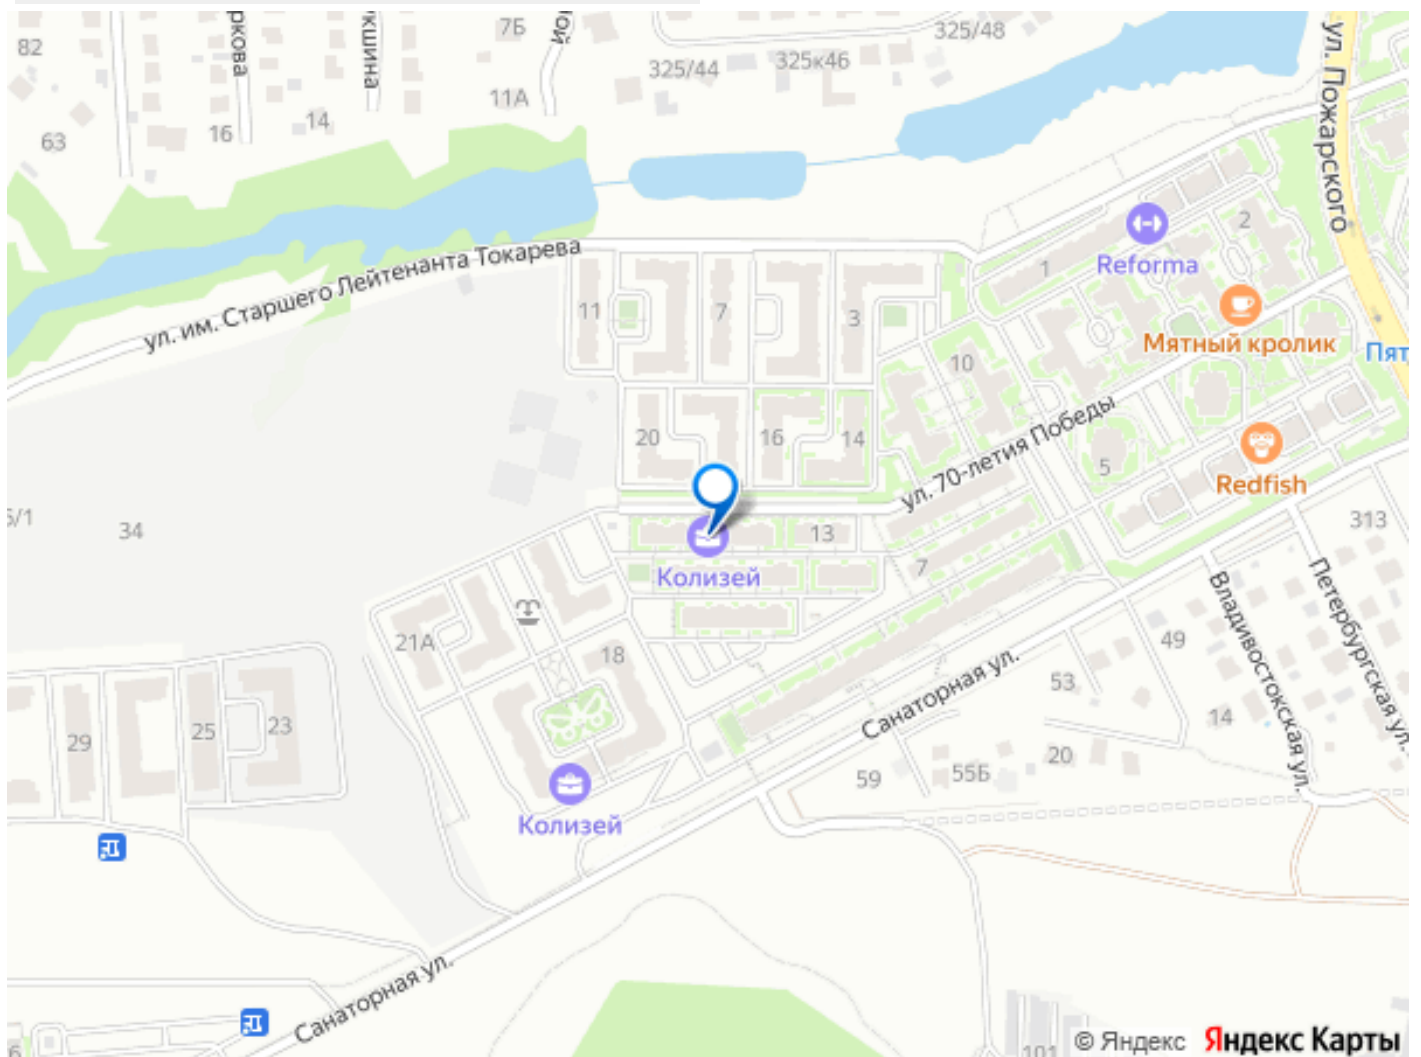 82
7Б
325/48
325/44
325к46
11А
16
14
63
ул. Пожарского
2
Reforma
1
ул. им. Старшего Лейтенанта Токарева
11
7
3
Мятный кролик
10
20
16
14
ул. 70-летия Победы
5
Redfish
34
13
313
Колизей
7
Владивостокская ул.
Петербургская ул.
21А
18
49
Санаторная ул.
53
29
25
23
14
59
55Б
20
Колизей
Санаторная ул.
101
© Яндекс Яндекс Карты